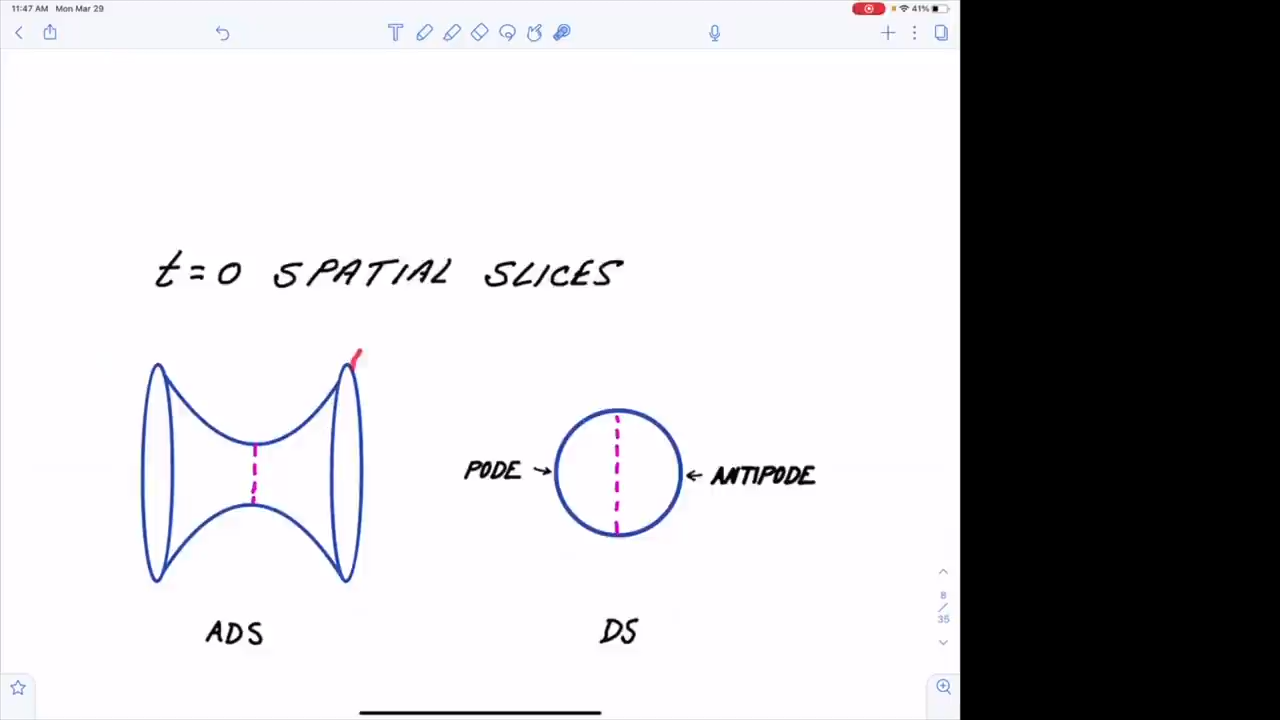 11:47 AM Mon Mar 29
41%
T
t=0 SPATIAL SLICES
PODE → ← ANTIPODE
8
/
35
ADS DS